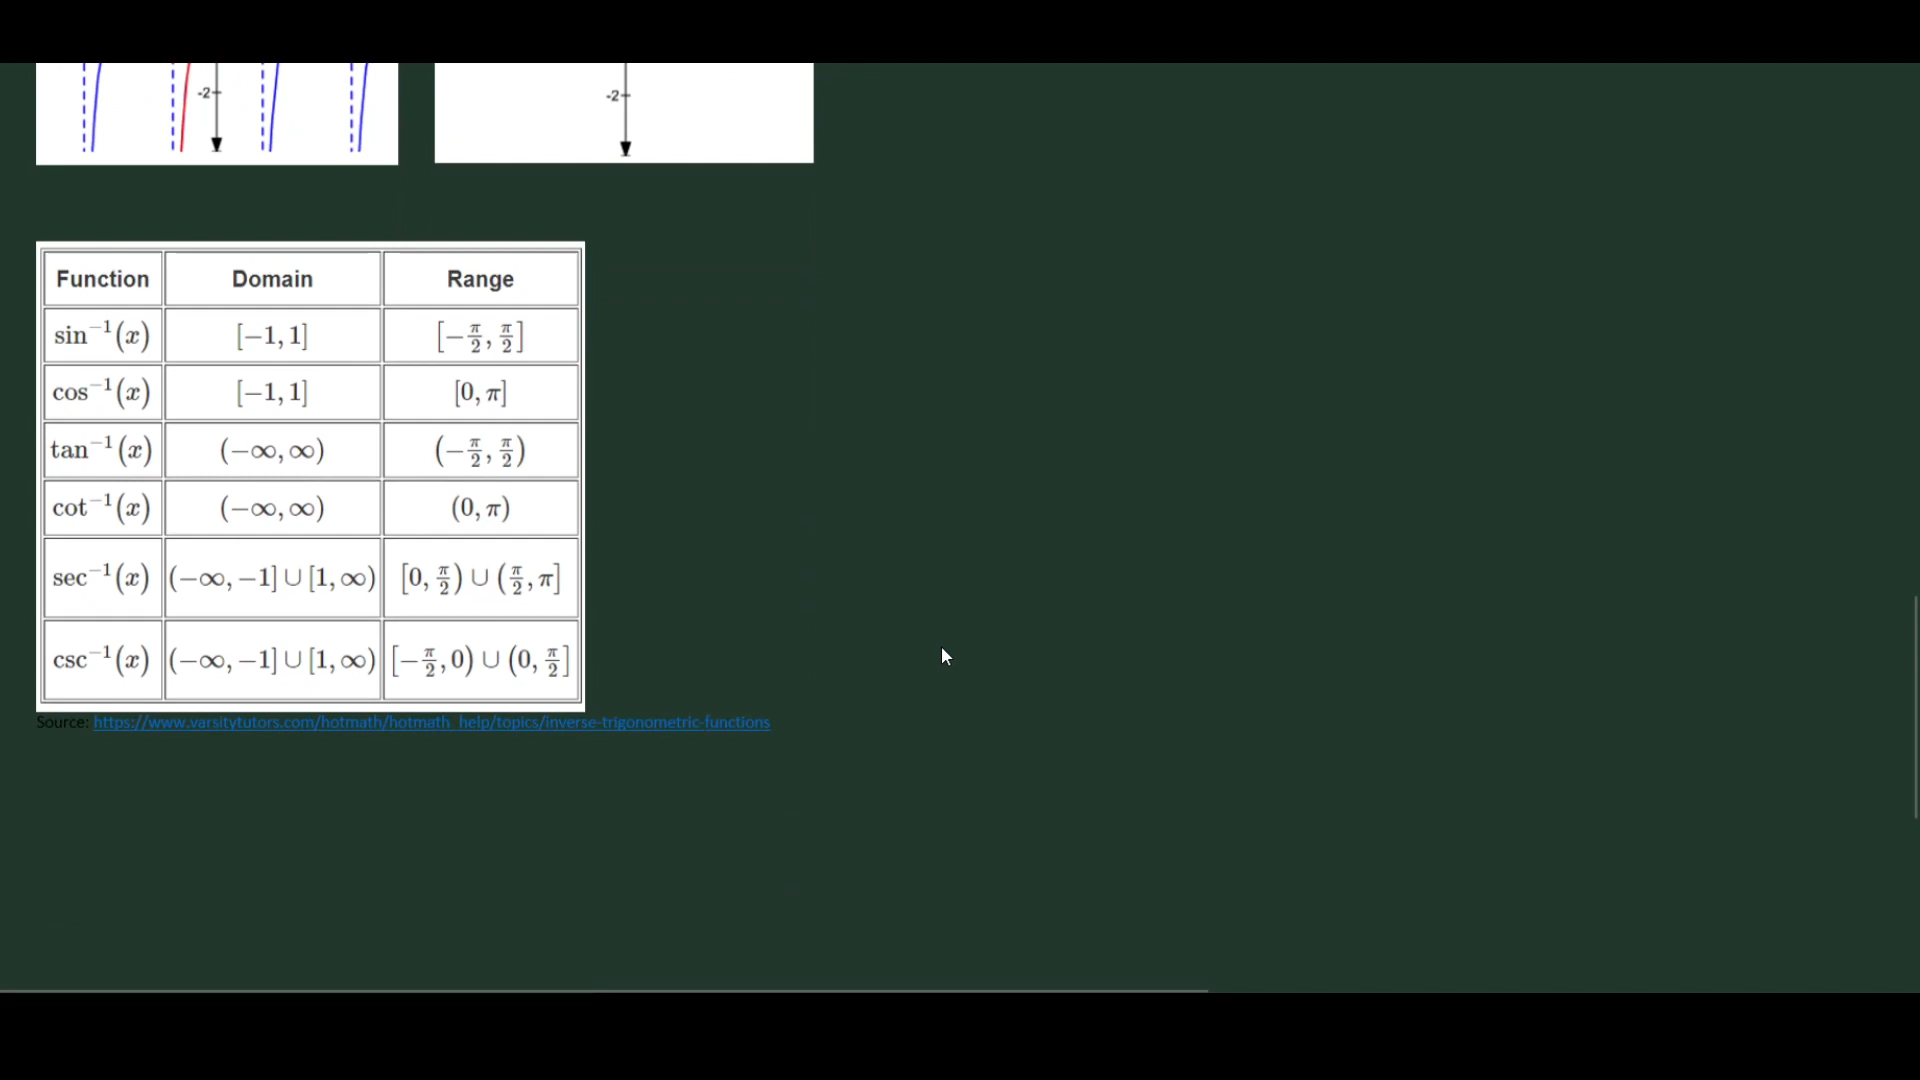 -2
-2
Function Domain Range
sin⁻¹(x) [−1, 1] [−π/2, π/2]
cos⁻¹(x) [−1, 1] [0, π]
tan⁻¹(x) (−∞, ∞) (−π/2, π/2)
cot⁻¹(x) (−∞, ∞) (0, π)
sec⁻¹(x) (−∞, −1] ∪ [1, ∞) [0, π/2) ∪ (π/2, π]
csc⁻¹(x) (−∞, −1] ∪ [1, ∞) [−π/2, 0) ∪ (0, π/2]
Source: https://www.varsitytutors.com/hotmath/hotmath_help/topics/inverse-trigonometric-functions